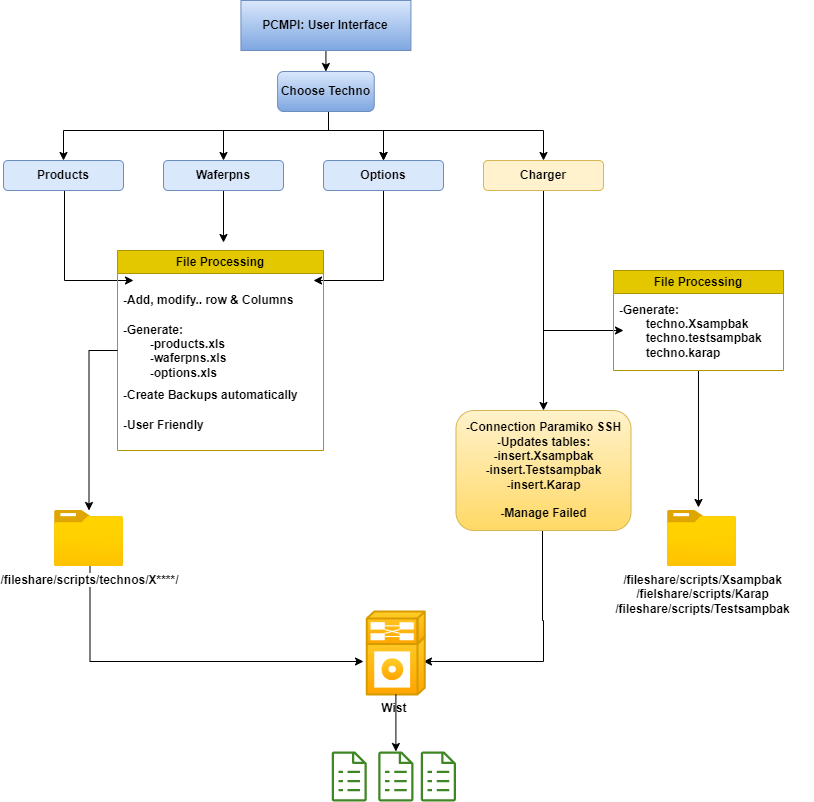 PCMPI: User Interface
Choose Techno
Products
Waferpns
Options
Charger
File Processing
-Add, modify.. row & Columns
-Generate:
-products.xls
-waferpns.xls
-options.xls
-Create Backups automatically
-User Friendly
File Processing
-Generate:
techno.Xsampbak
techno.testsampbak
techno.karap
-Connection Paramiko SSH
-Updates tables:
-insert.Xsampbak
-insert.Testsampbak
-insert.Karap
-Manage Failed
/fileshare/scripts/technos/X****/
/fileshare/scripts/Xsampbak
/fielshare/scripts/Karap
/fileshare/scripts/Testsampbak
Wist